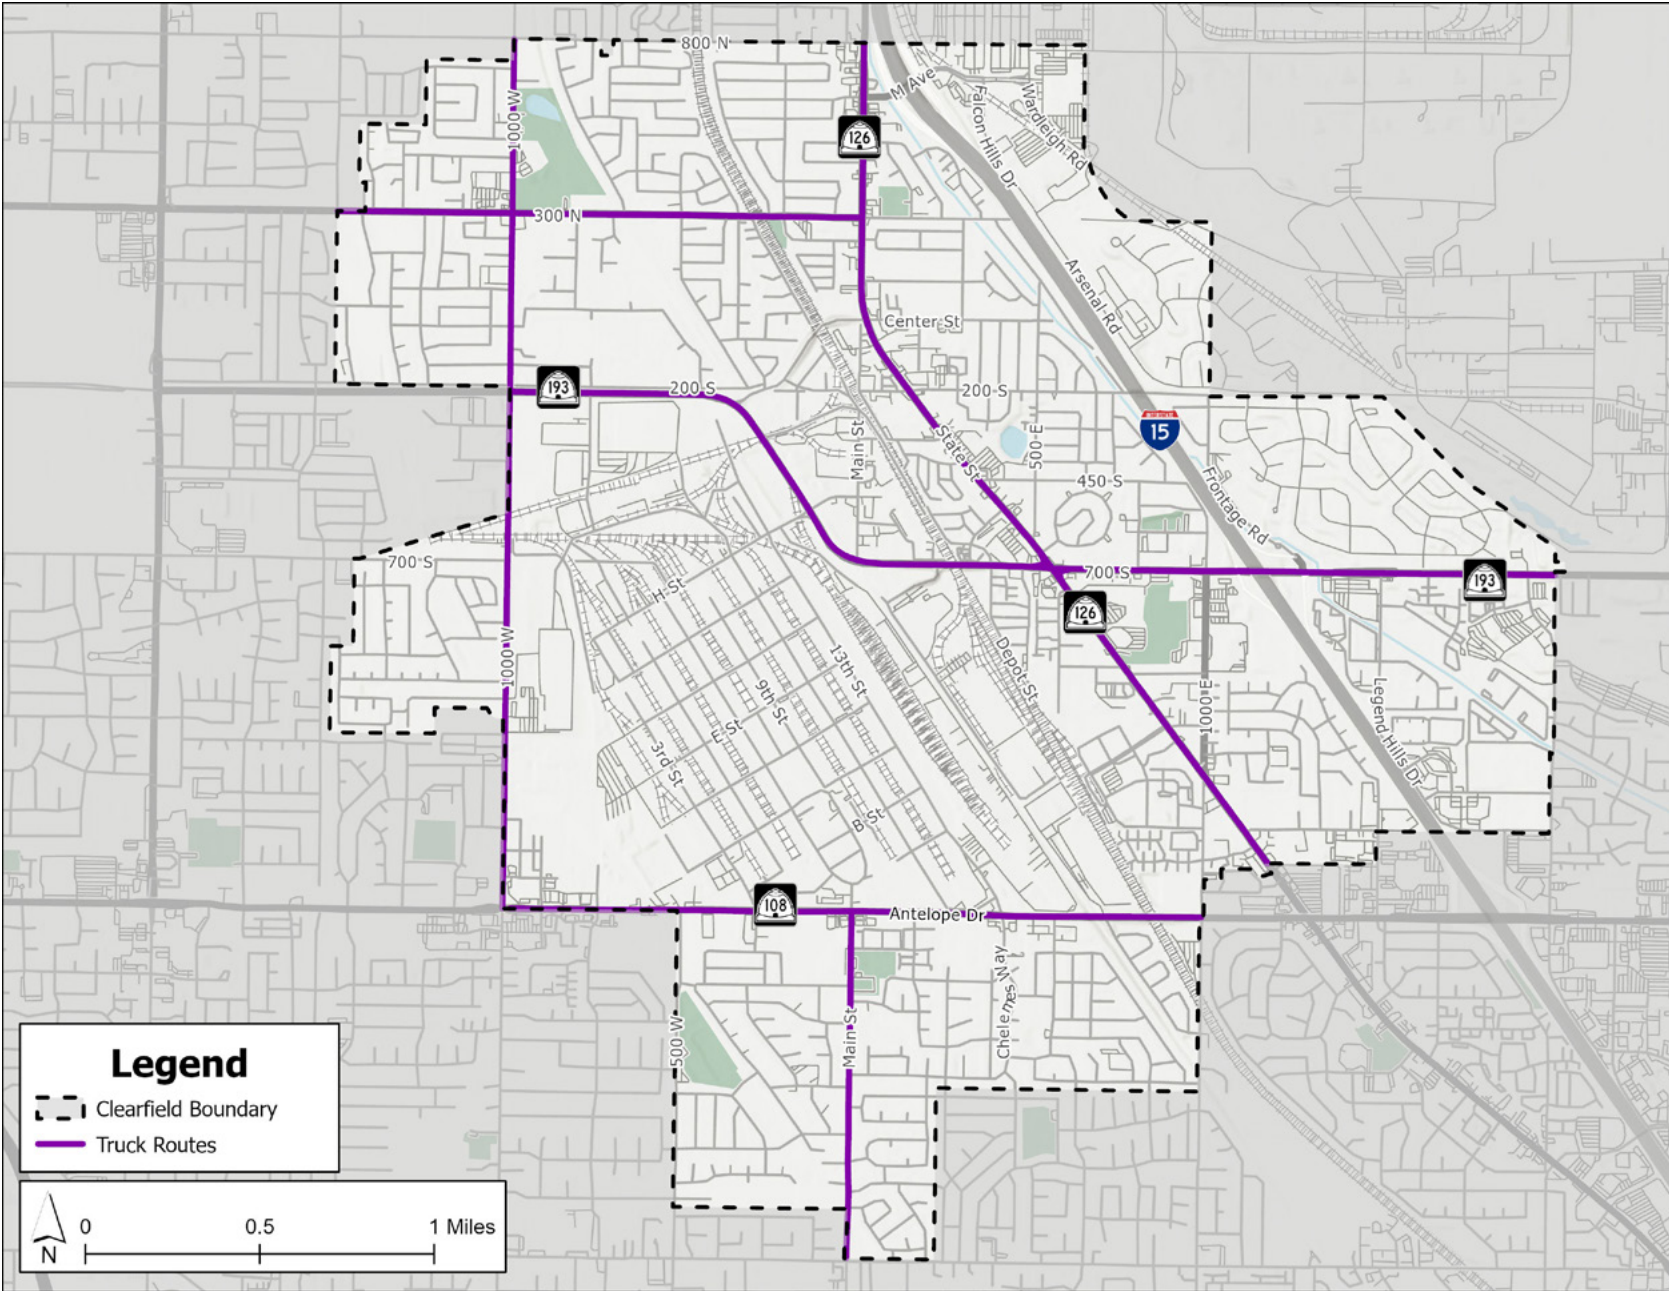 800 N
M Ave
Falcon Hills Dr
Wardleigh Rd
1000 W
126
300 N
Arsenal Rd
Center St
193
200 S
200 S
15
Main St
State St
500 E
450 S
Frontage Rd
700 S
700 S
193
H St
126
1000 W
13th St
Depot St
9th St
E St
3rd St
1000 E
Legend Hills Dr
B St
108
Antelope Dr
500 W
Main St
Legend
Clearfield Boundary
Truck Routes
N
0 0.5 1 Miles